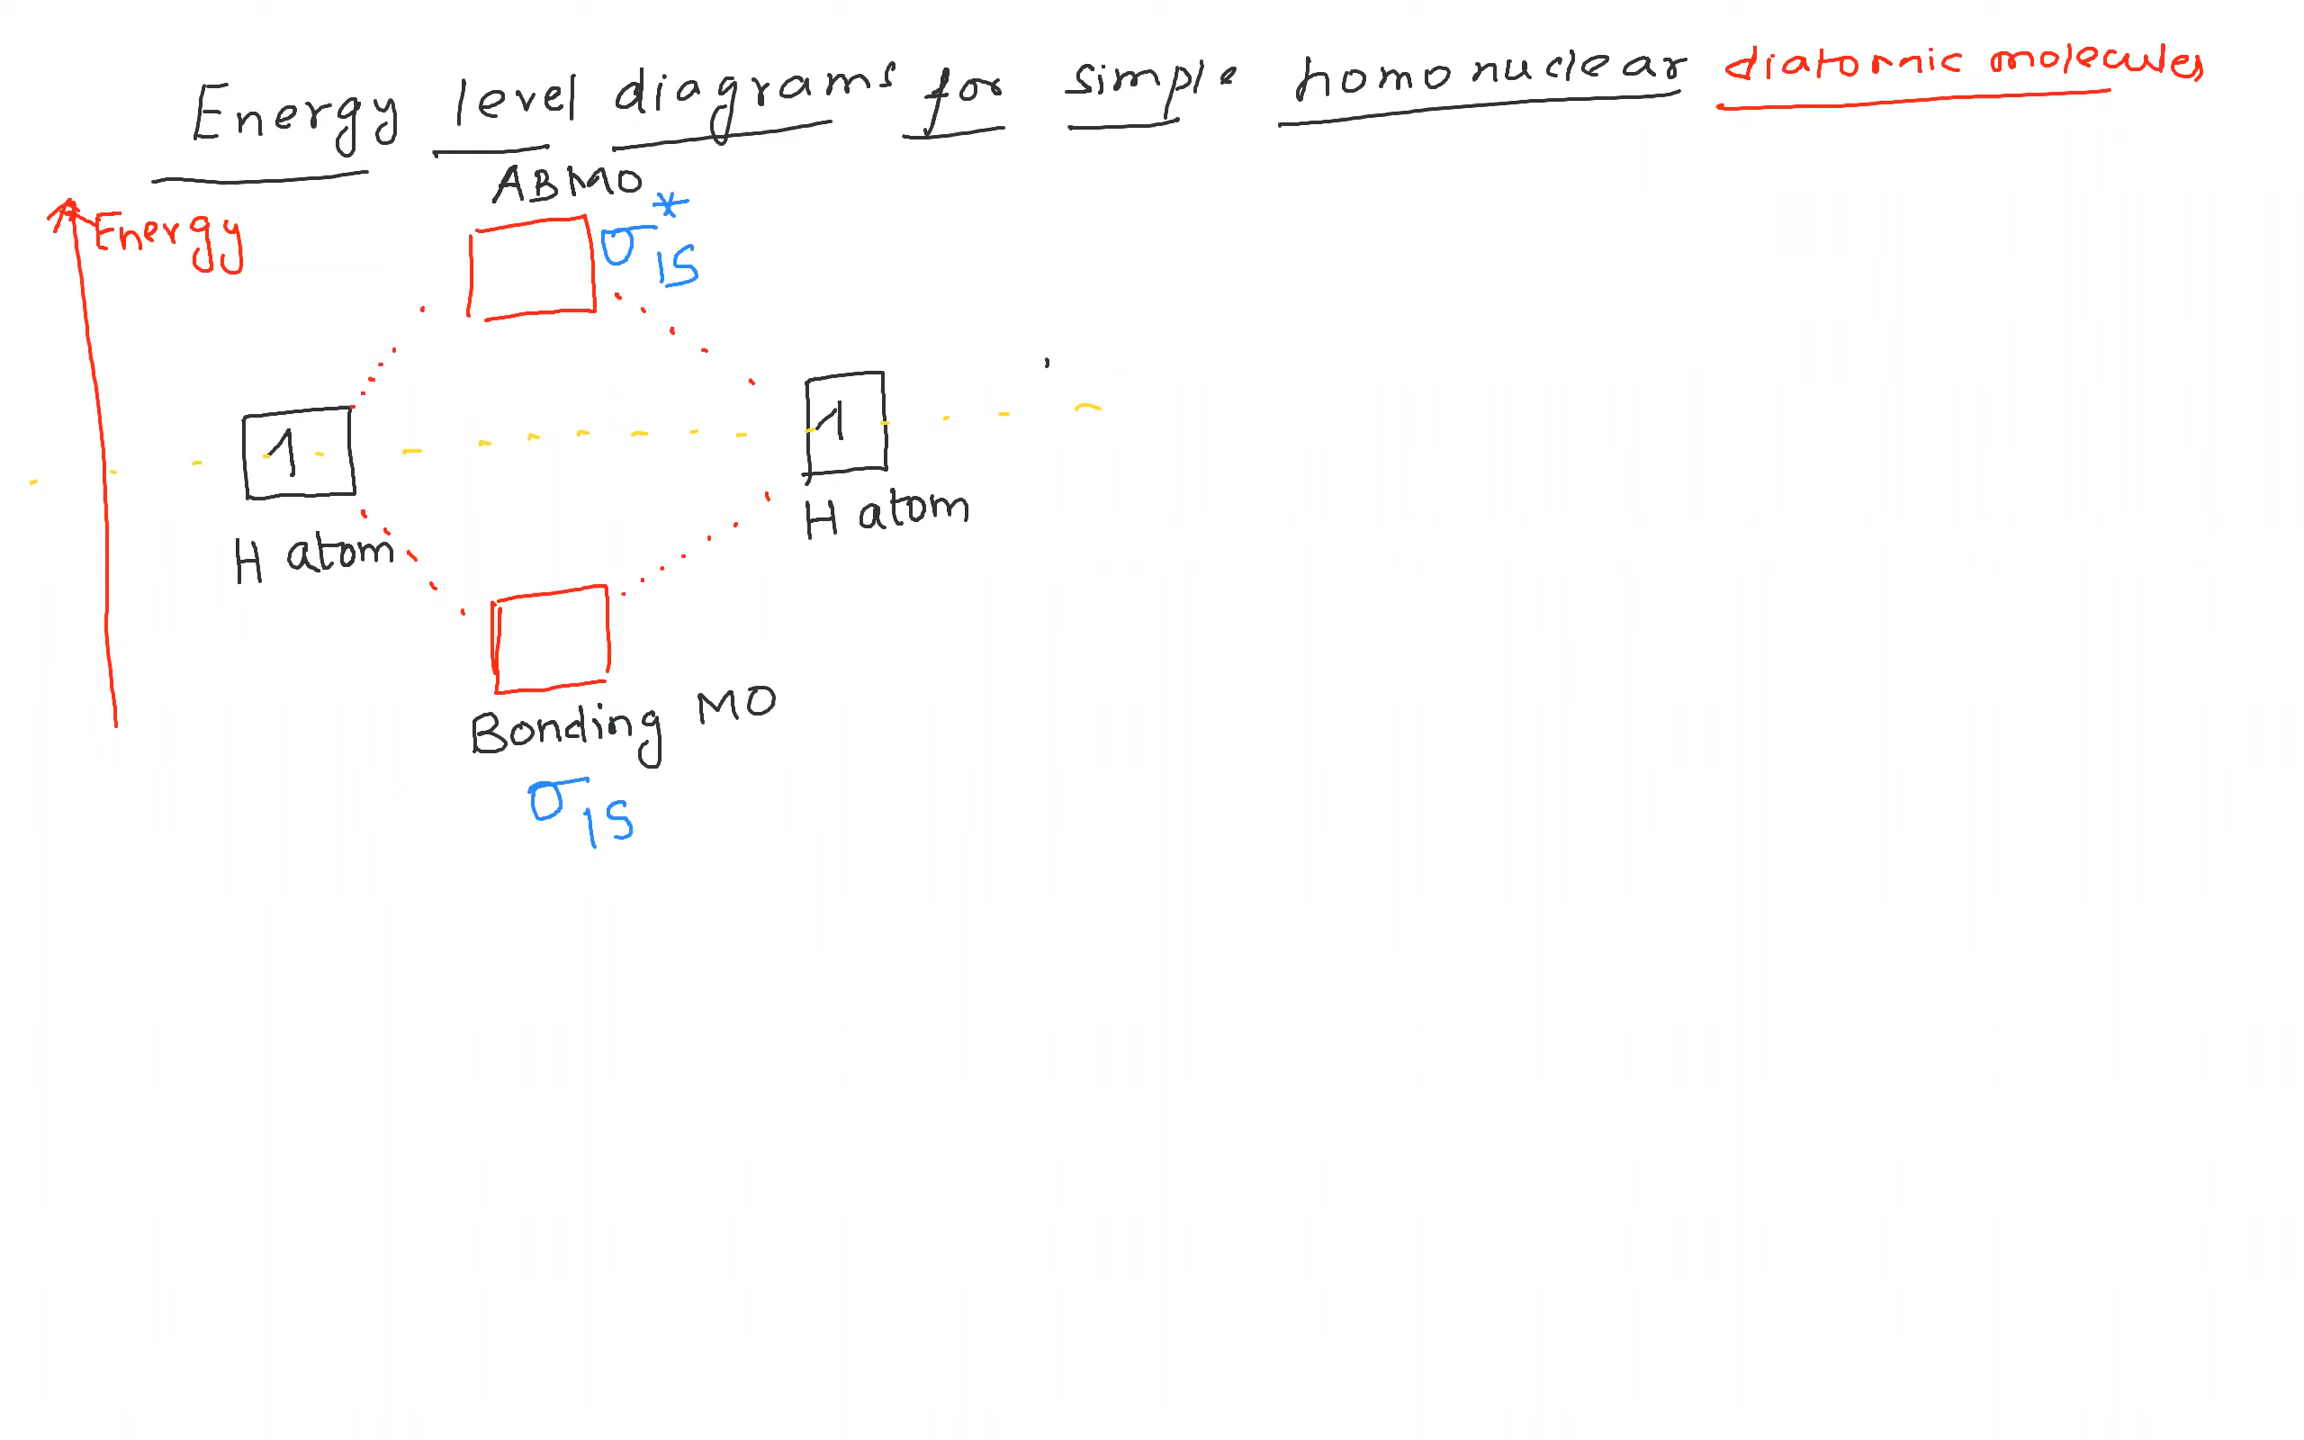 Energy level diagrams for simple homonuclear diatomic molecules
ABMO
Energy
σ*1s
1
1
H atom
H atom
Bonding MO
σ1s